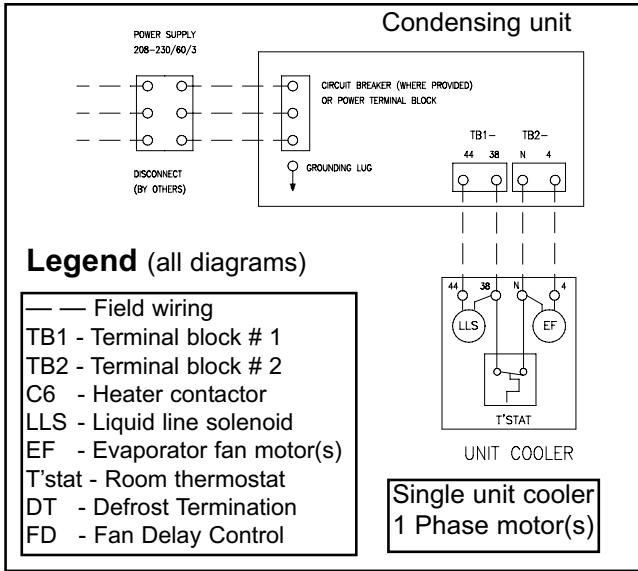 Condensing unit
POWER SUPPLY
208-230/60/3
CIRCUIT BREAKER (WHERE PROVIDED)
OR POWER TERMINAL BLOCK
TB1- TB2-
44 38 N 4
GROUNDING LUG
DISCONNECT
(BY OTHERS)
Legend (all diagrams)
— — Field wiring
TB1 - Terminal block # 1
TB2 - Terminal block # 2
C6 - Heater contactor
LLS - Liquid line solenoid
EF - Evaporator fan motor(s)
T'stat - Room thermostat
DT - Defrost Termination
FD - Fan Delay Control
44 38 N 4
LLS EF
T'STAT
UNIT COOLER
Single unit cooler
1 Phase motor(s)